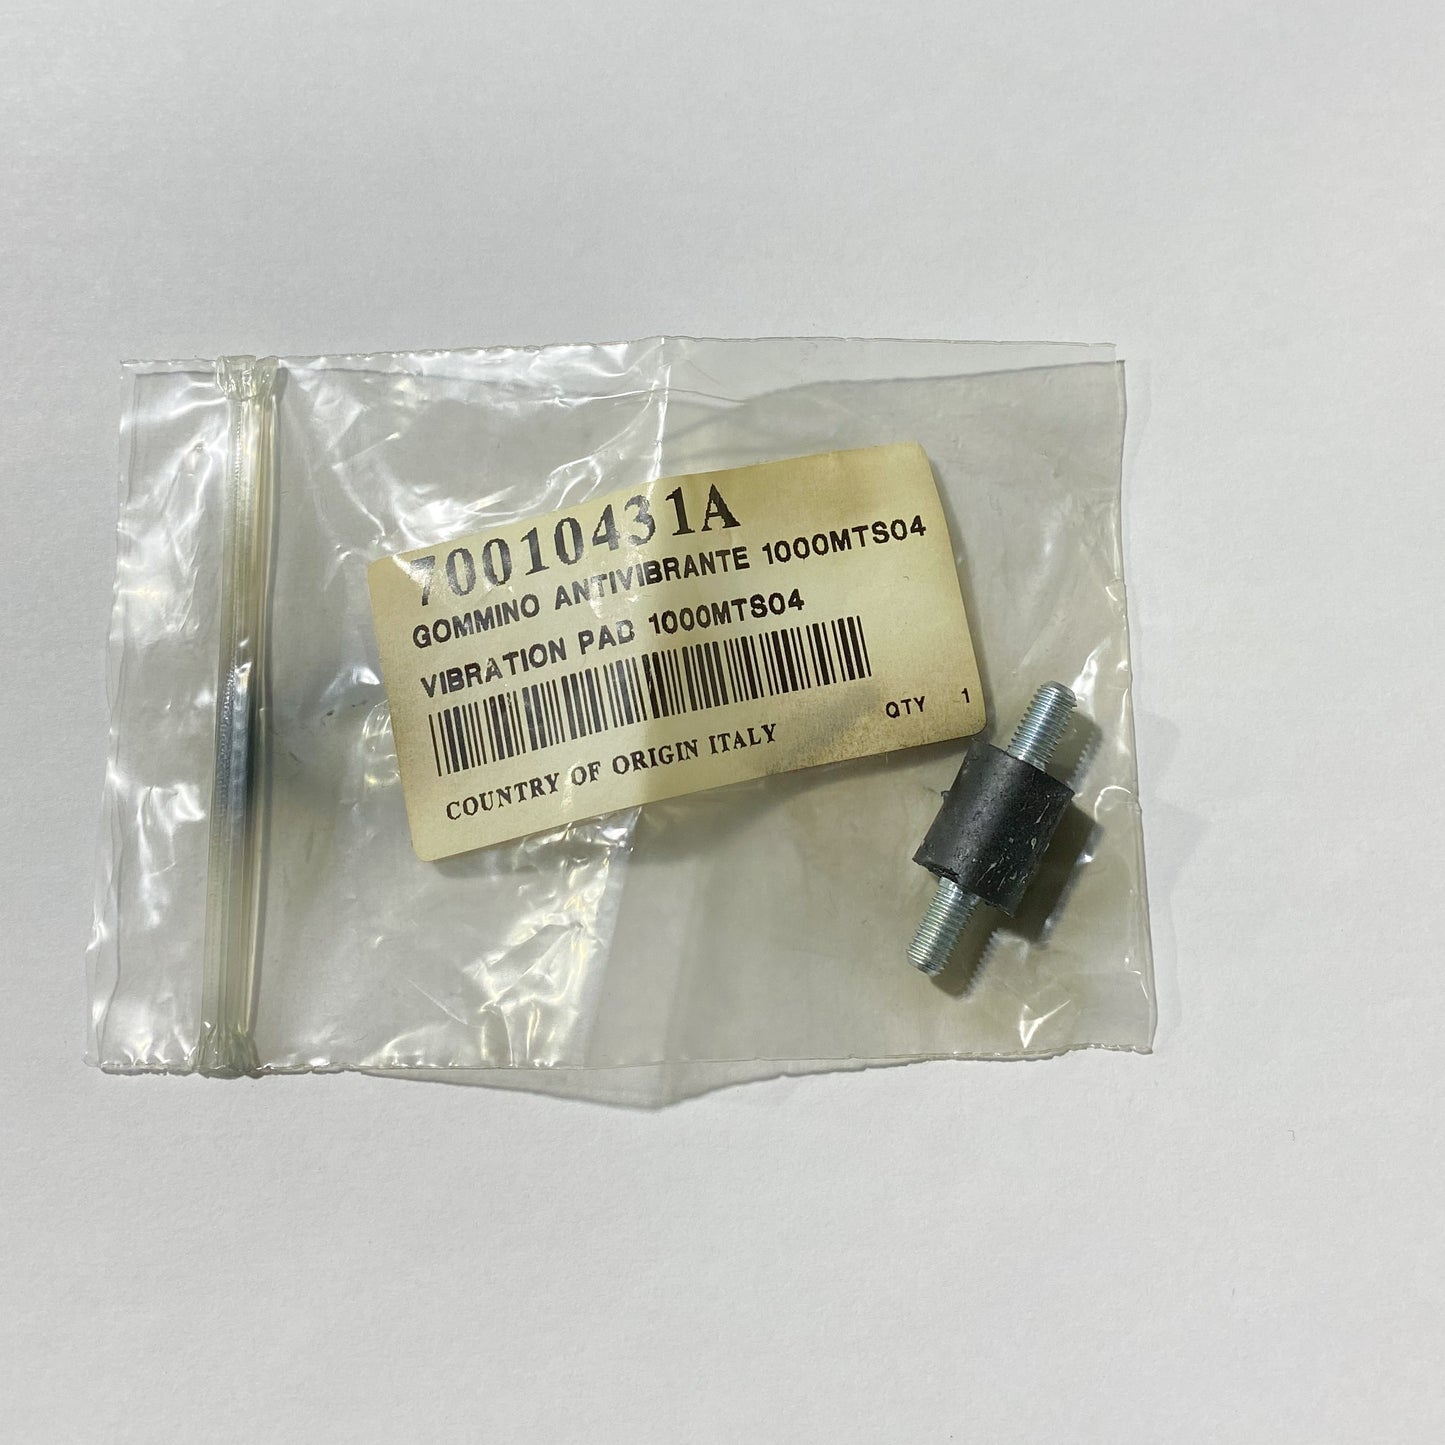 70010431A
GOMMINO ANTIVIBRANTE 1000MTS04
VIBRATION PAD 1000MTS04
QTY 1
COUNTRY OF ORIGIN ITALY